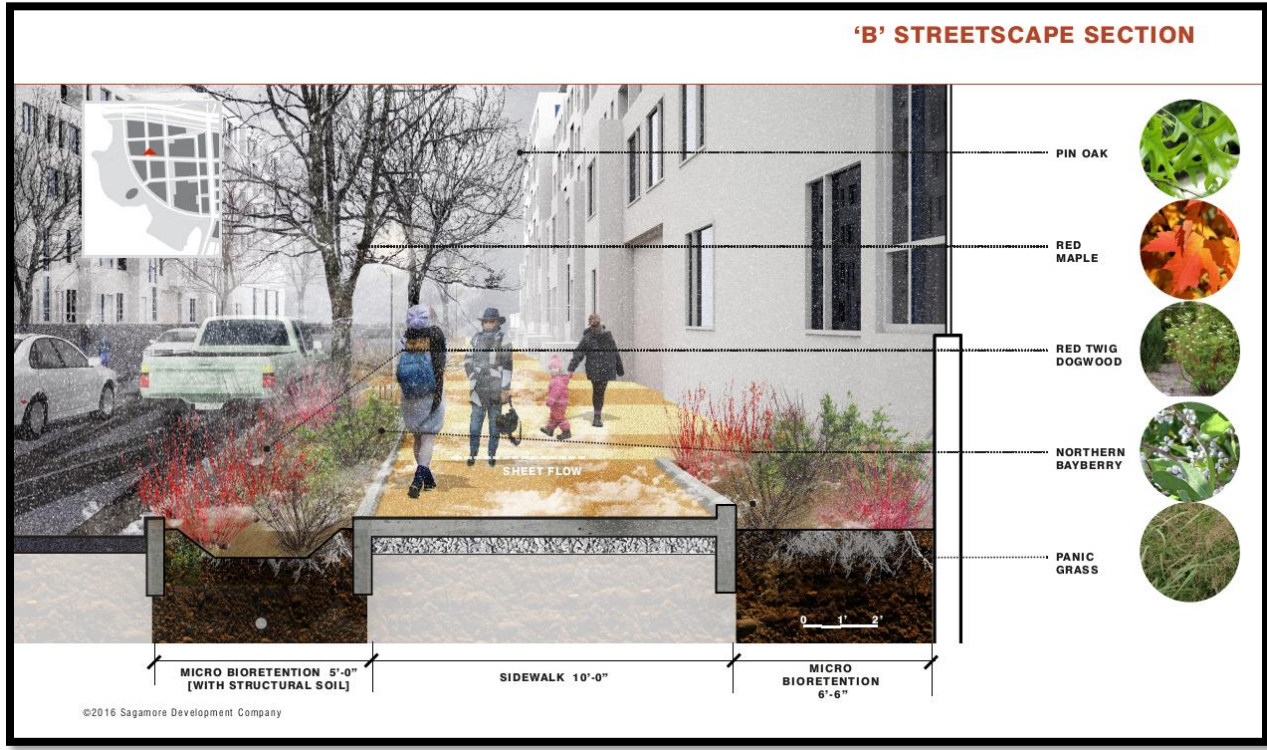 ‘B’ STREETSCAPE SECTION
PIN OAK
RED
MAPLE
RED TWIG
DOGWOOD
NORTHERN
BAYBERRY
PANIC
GRASS
SHEET FLOW
0 1’ 2’
MICRO BIORETENTION 5’-0”
[WITH STRUCTURAL SOIL]
SIDEWALK 10’-0”
MICRO
BIORETENTION
6’-6”
©2016 Sagamore Development Company